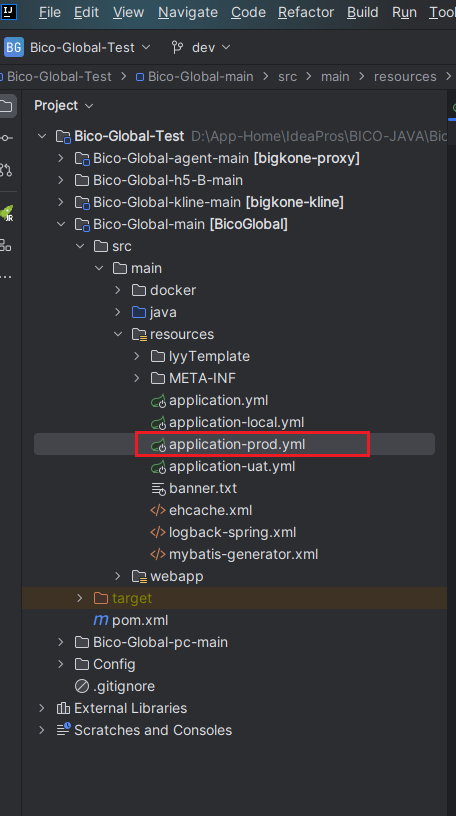 File Edit View Navigate Code Refactor Build Run
BG Bico-Global-Test dev
Bico-Global-Test > Bico-Global-main > src > main > resources >
Project
Bico-Global-Test D:\App-Home\IdeaPros\BICO-JAVA\Bic
Bico-Global-agent-main [bigkone-proxy]
Bico-Global-h5-B-main
Bico-Global-kline-main [bigkone-kline]
Bico-Global-main [BicoGlobal]
src
main
docker
java
resources
META-INF
application.yml
application-local.yml
application-prod.yml
application-uat.yml
banner.txt
ehcache.xml
logback-spring.xml
mybatis-generator.xml
webapp
target
pom.xml
Bico-Global-pc-main
Config
.gitignore
External Libraries
Scratches and Consoles